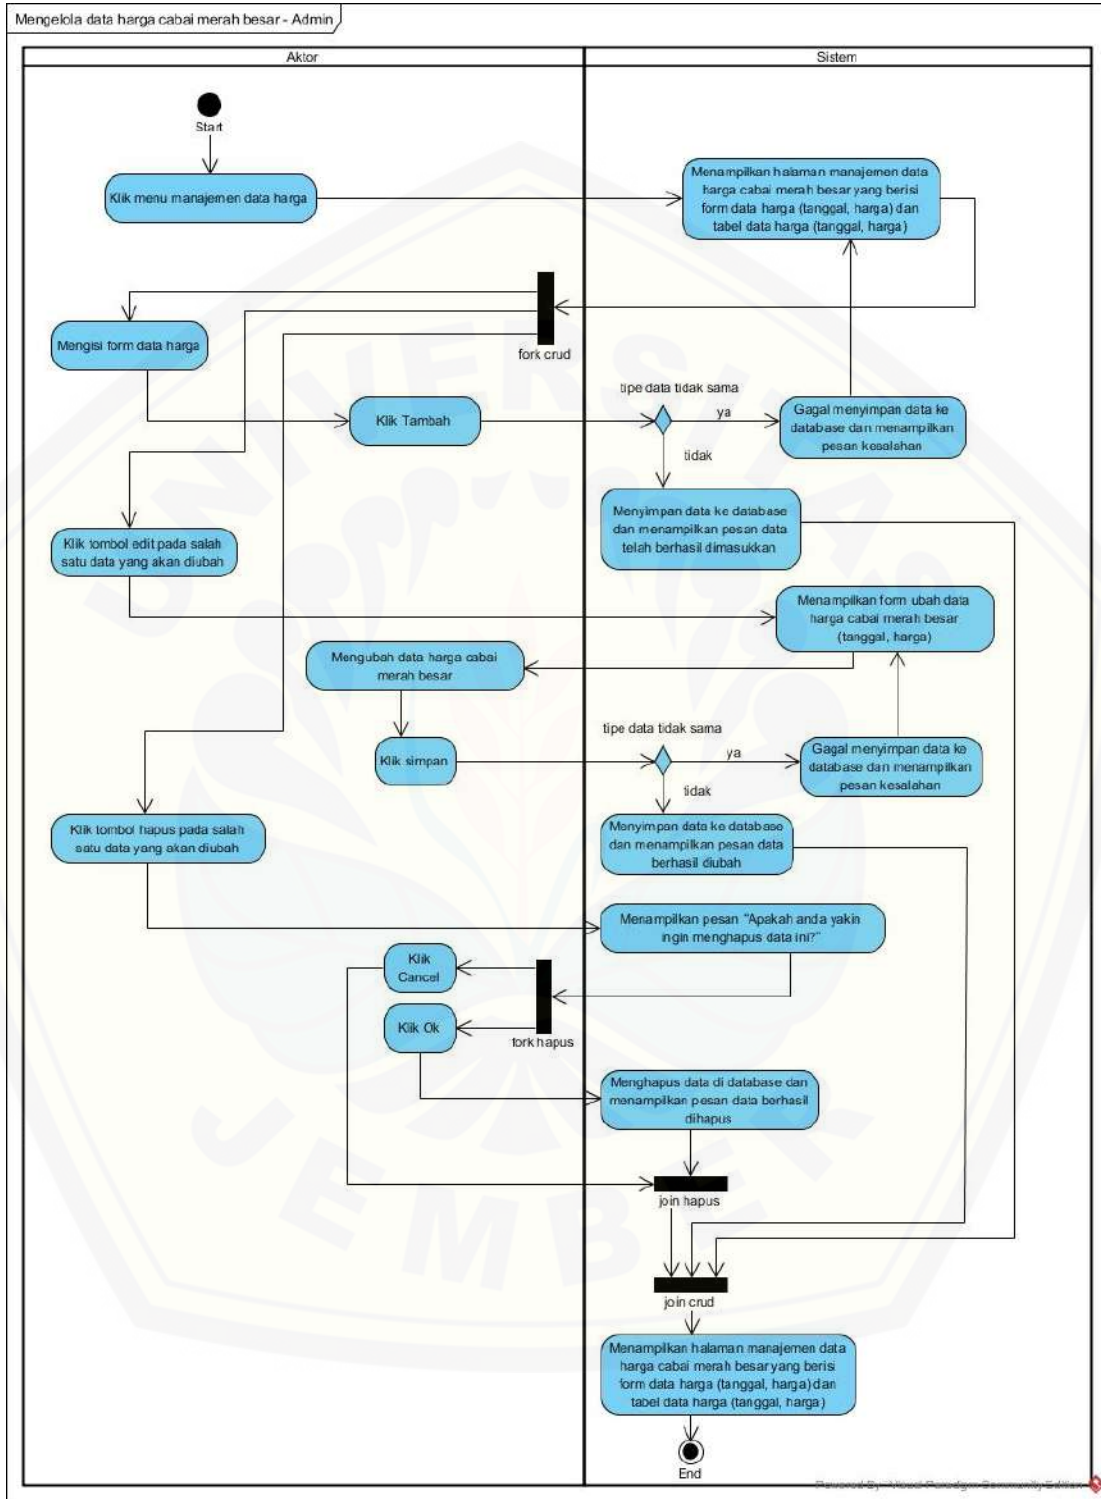 Mengelola data harga cabai merah besar - Admin
Aktor
Sistem
Start
Klik menu manajemen data harga
Menampilkan halaman manajemen data
harga cabai merah besar yang berisi
form data harga (tanggal, harga) dan
tabel data harga (tanggal, harga)
fork crud
Mengisi form data harga
Klik Tambah
tipe data tidak sama
ya
tidak
Gagal menyimpan data ke
database dan menampilkan
pesan kesalahan
Menyimpan data ke database
dan menampilkan pesan data
telah berhasil dimasukkan
Klik tombol edit pada salah
satu data yang akan diubah
Menampilkan form ubah data
harga cabai merah besar
(tanggal, harga)
Mengubah data harga cabai
merah besar
Klik simpan
tipe data tidak sama
ya
tidak
Gagal menyimpan data ke
database dan menampilkan
pesan kesalahan
Menyimpan data ke database
dan menampilkan pesan data
berhasil diubah
Klik tombol hapus pada salah
satu data yang akan diubah
Menampilkan pesan "Apakah anda yakin
ingin menghapus data ini?"
Klik
Cancel
Klik Ok
fork hapus
Menghapus data di database dan
menampilkan pesan data berhasil
dihapus
join hapus
join crud
Menampilkan halaman manajemen data
harga cabai merah besar yang berisi
form data harga (tanggal, harga) dan
tabel data harga (tanggal, harga)
End
Powered By Visual Paradigm Community Edition
UNIVERSITAS
JEMBER